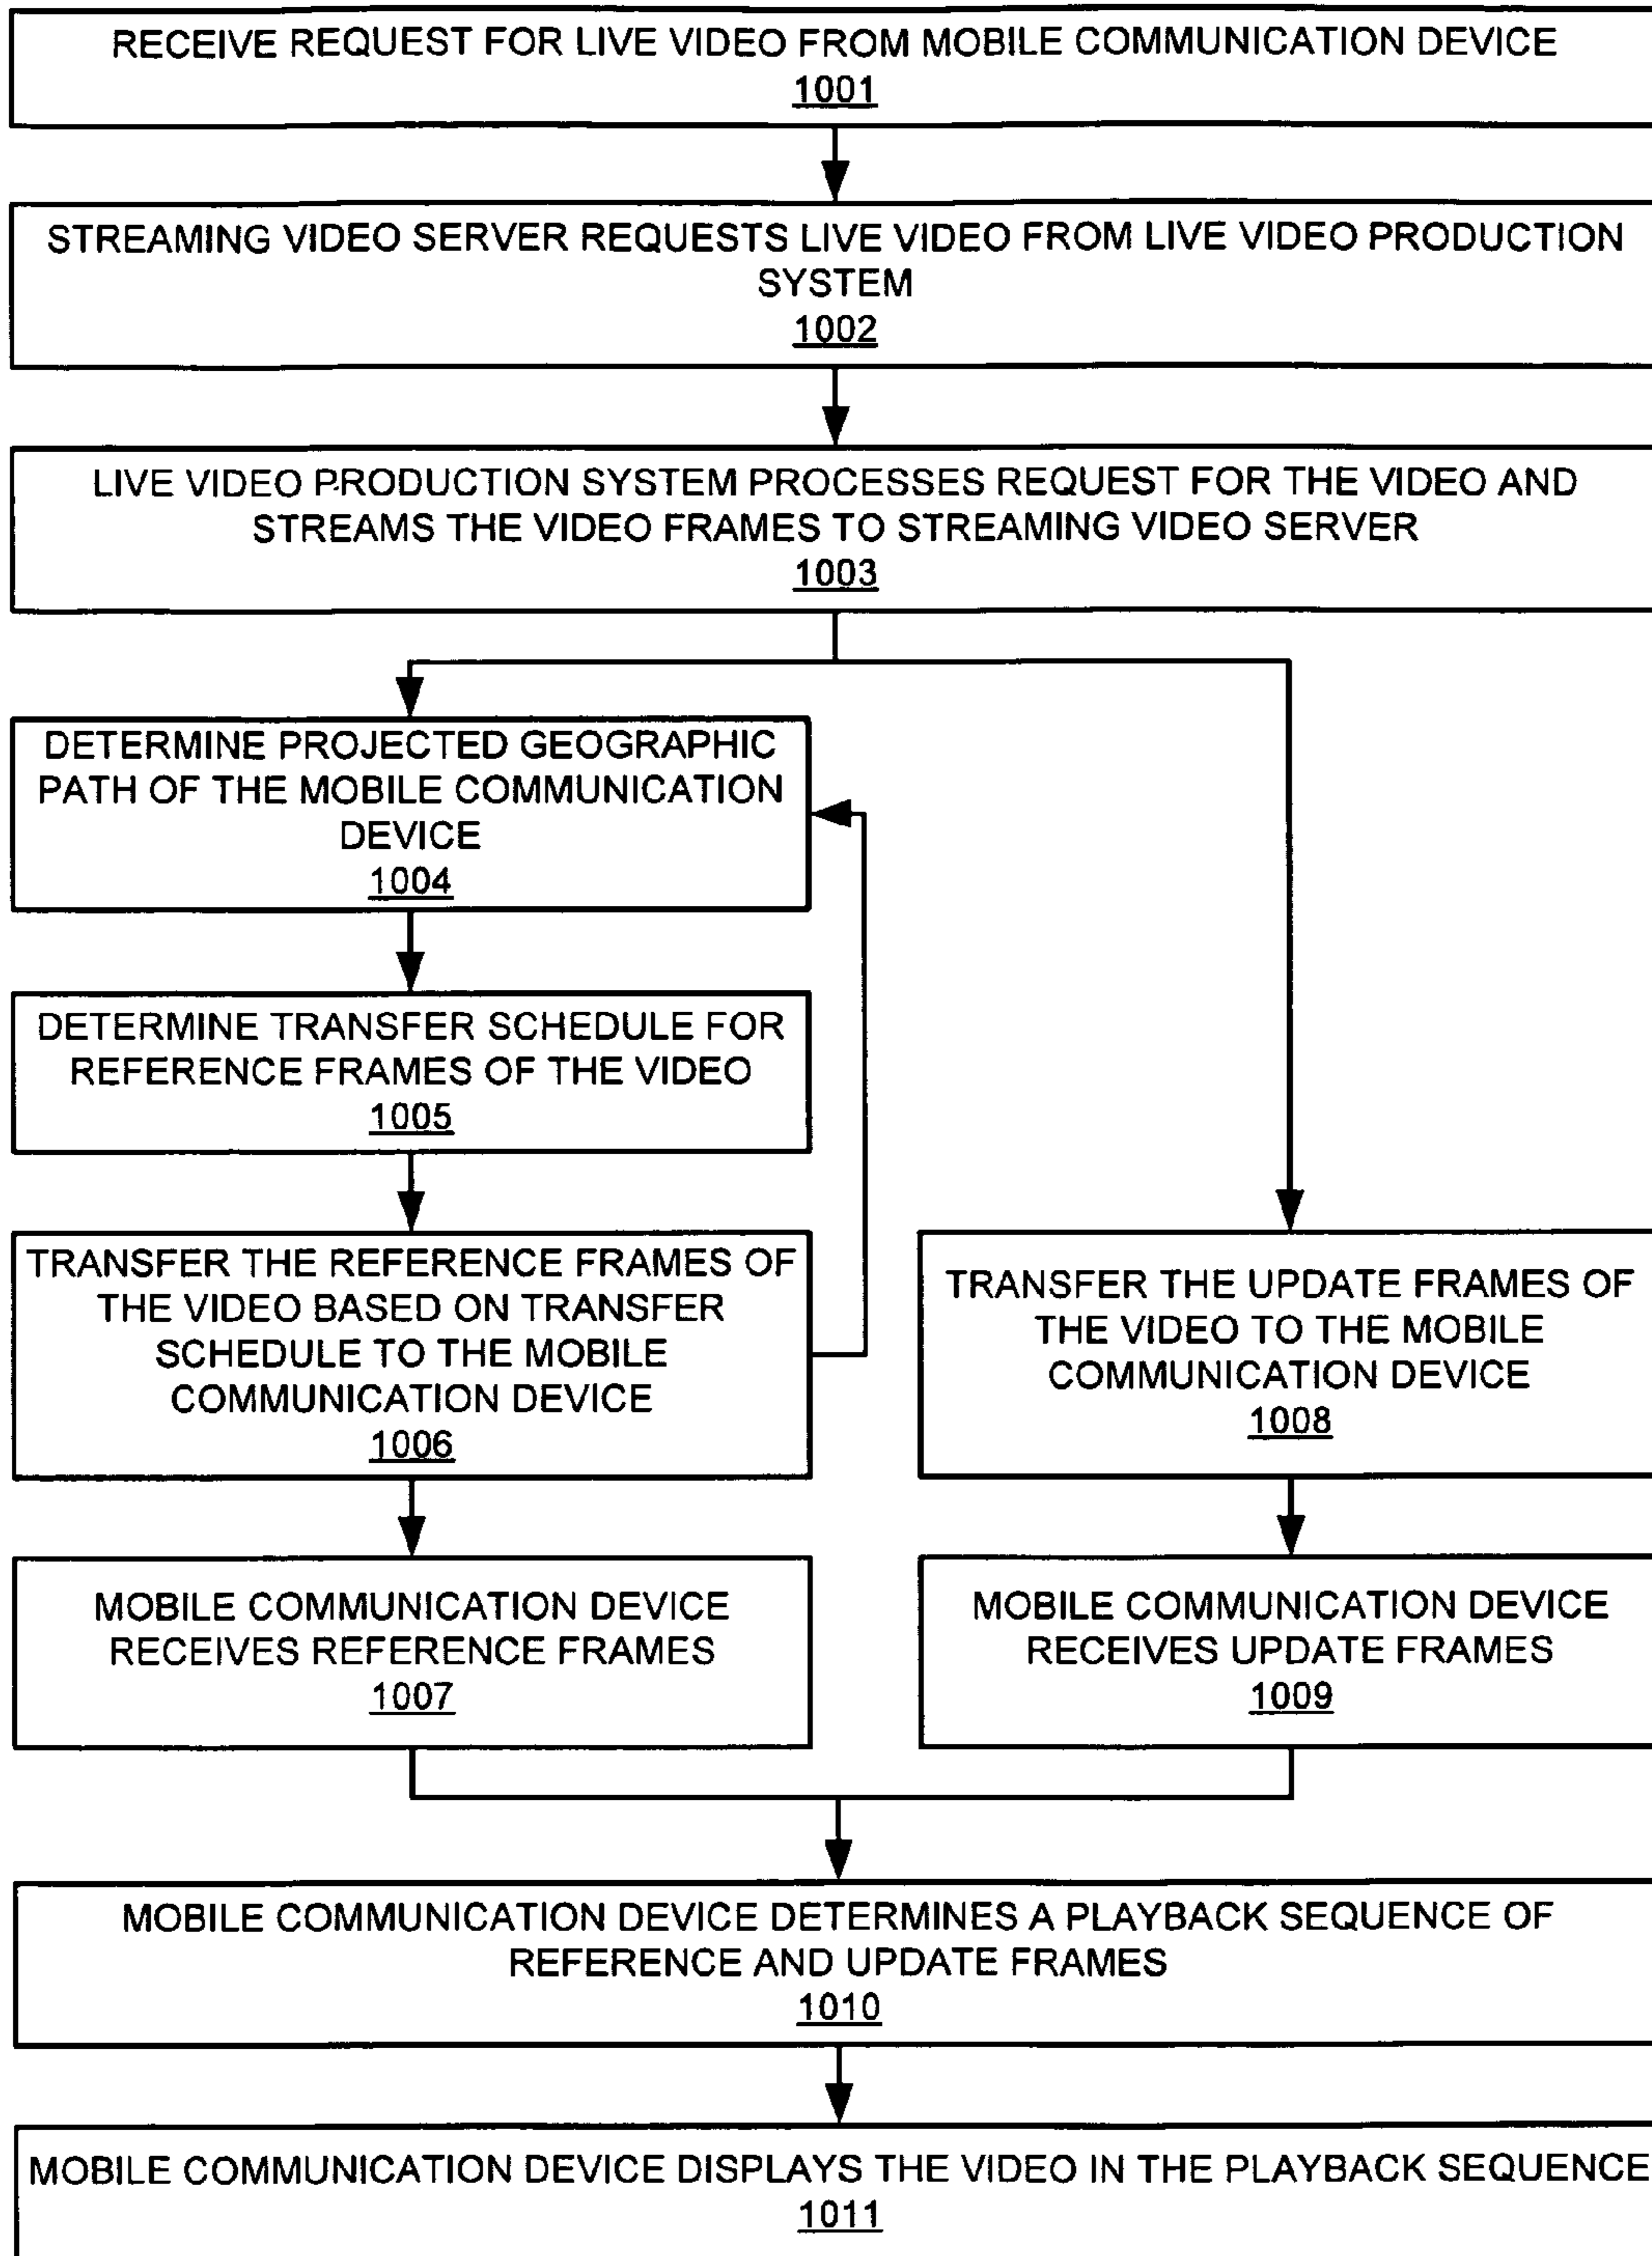 RECEIVE REQUEST FOR LIVE VIDEO FROM MOBILE COMMUNICATION DEVICE
1001
STREAMING VIDEO SERVER REQUESTS LIVE VIDEO FROM LIVE VIDEO PRODUCTION
SYSTEM
1002
LIVE VIDEO PRODUCTION SYSTEM PROCESSES REQUEST FOR THE VIDEO AND
STREAMS THE VIDEO FRAMES TO STREAMING VIDEO SERVER
1003
DETERMINE PROJECTED GEOGRAPHIC
PATH OF THE MOBILE COMMUNICATION
DEVICE
1004
DETERMINE TRANSFER SCHEDULE FOR
REFERENCE FRAMES OF THE VIDEO
1005
TRANSFER THE REFERENCE FRAMES OF
THE VIDEO BASED ON TRANSFER
SCHEDULE TO THE MOBILE
COMMUNICATION DEVICE
1006
TRANSFER THE UPDATE FRAMES OF
THE VIDEO TO THE MOBILE
COMMUNICATION DEVICE
1008
MOBILE COMMUNICATION DEVICE
RECEIVES REFERENCE FRAMES
1007
MOBILE COMMUNICATION DEVICE
RECEIVES UPDATE FRAMES
1009
MOBILE COMMUNICATION DEVICE DETERMINES A PLAYBACK SEQUENCE OF
REFERENCE AND UPDATE FRAMES
1010
MOBILE COMMUNICATION DEVICE DISPLAYS THE VIDEO IN THE PLAYBACK SEQUENCE
1011